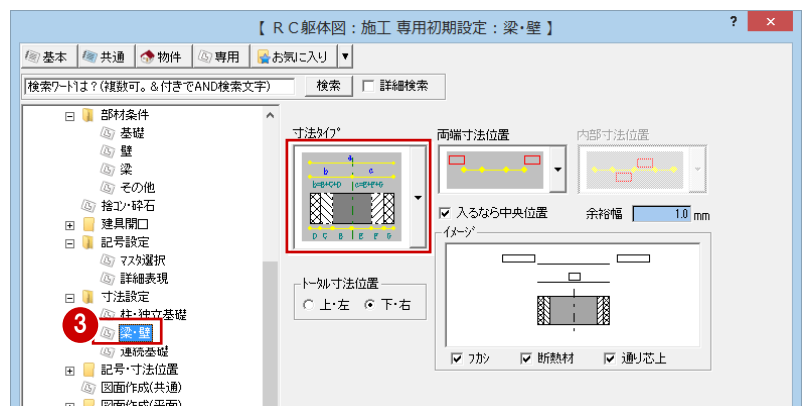 【 ＲＣ躯体図：施工 専用初期設定：梁・壁 】 ? ×
基本 共通 物件 専用 お気に入り ▼
検索ワードは？(複数可。＆付きでAND検索文字) 検索 詳細検索
部材条件
基礎
壁
梁
その他
捨コン・砕石
建具開口
記号設定
マスタ選択
詳細表現
寸法設定
柱・独立基礎
3 梁・壁
連続基礎
記号・寸法位置
図面作成(共通)
図面作成(平面)
寸法タイプ 両端寸法位置 内部寸法位置
a
b c
b=B+C+D c=E+F+G
D C B E F G
入るなら中央位置 余裕幅 1.0 mm
トータル寸法位置
上・左 下・右
イメージ
フカシ 断熱材 通り芯上